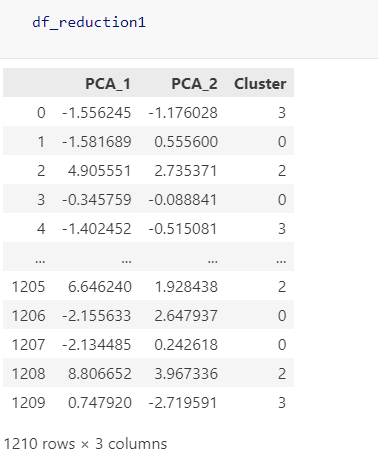 df_reduction1
PCA_1 PCA_2 Cluster
0 -1.556245 -1.176028 3
1 -1.581689 0.555600 0
2 4.905551 2.735371 2
3 -0.345759 -0.088841 0
4 -1.402452 -0.515081 3
... ... ... ...
1205 6.646240 1.928438 2
1206 -2.155633 2.647937 0
1207 -2.134485 0.242618 0
1208 8.806652 3.967336 2
1209 0.747920 -2.719591 3
1210 rows × 3 columns